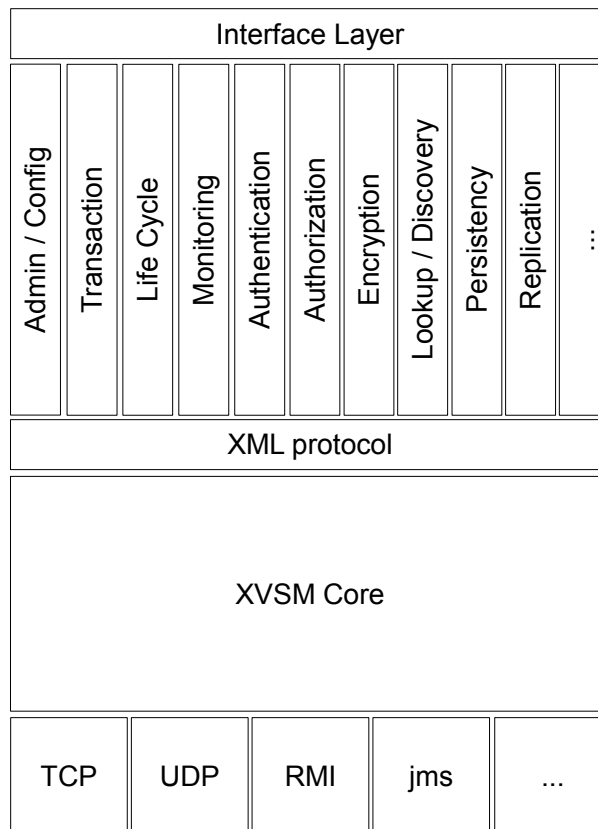 Interface Layer
Admin / Config
Transaction
Life Cycle
Monitoring
Authentication
Authorization
Encryption
Lookup / Discovery
Persistency
Replication
...
XML protocol
XVSM Core
TCP
UDP
RMI
jms
...